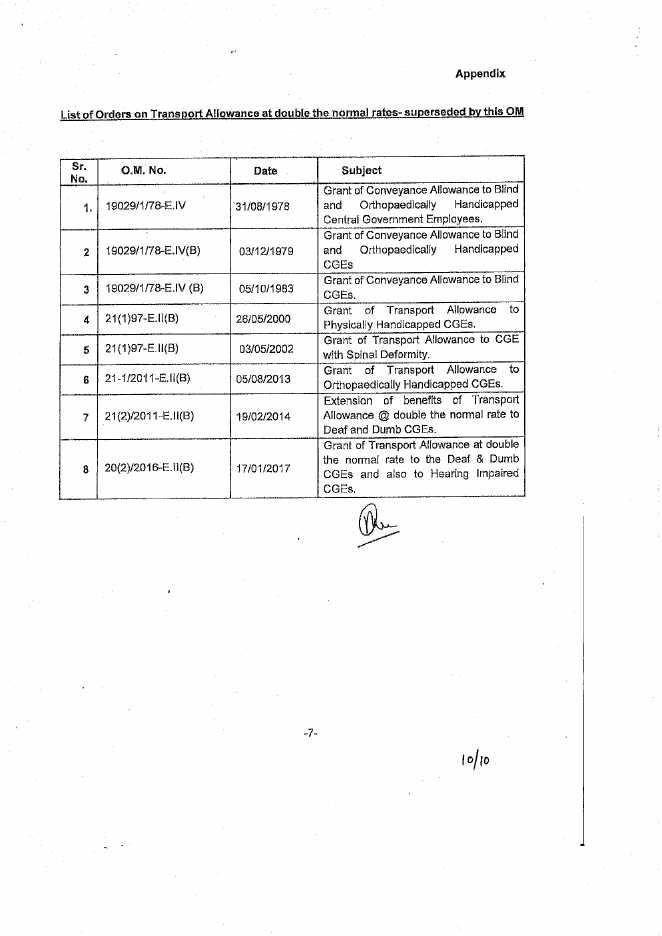 Appendix
List of Orders on Transport Allowance at double the normal rates- superseded by this OM
Sr. No. O.M. No. Date Subject
1. 19029/1/78-E.IV 31/08/1978 Grant of Conveyance Allowance to Blind
and Orthopaedically Handicapped
Central Government Employees.
2 19029/1/78-E.IV(B) 03/12/1979 Grant of Conveyance Allowance to Blind
and Orthopaedically Handicapped
CGEs
3 19029/1/78-E.IV (B) 05/10/1983 Grant of Conveyance Allowance to Blind
CGEs.
4 21(1)97-E.II(B) 26/05/2000 Grant of Transport Allowance to
Physically Handicapped CGEs.
5 21(1)97-E.II(B) 03/05/2002 Grant of Transport Allowance to CGE
with Spinal Deformity.
6 21-1/2011-E.II(B) 05/08/2013 Grant of Transport Allowance to
Orthopaedically Handicapped CGEs.
7 21(2)/2011-E.II(B) 19/02/2014 Extension of benefits of Transport
Allowance @ double the normal rate to
Deaf and Dumb CGEs.
8 20(2)/2016-E.II(B) 17/01/2017 Grant of Transport Allowance at double
the normal rate to the Deaf & Dumb
CGEs and also to Hearing Impaired
CGEs.
-7-
10/10